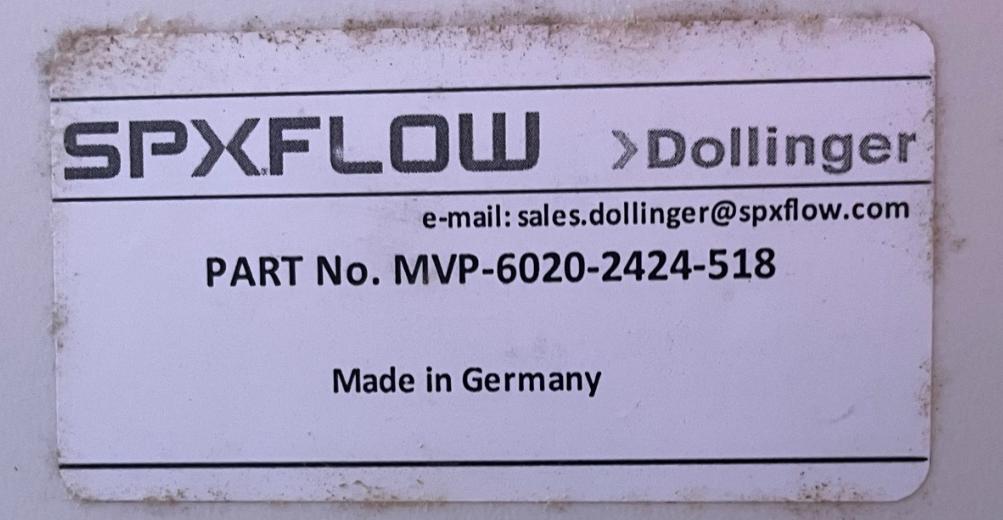 SPXFLOW >Dollinger
e-mail: sales.dollinger@spxflow.com
PART No. MVP-6020-2424-518
Made in Germany